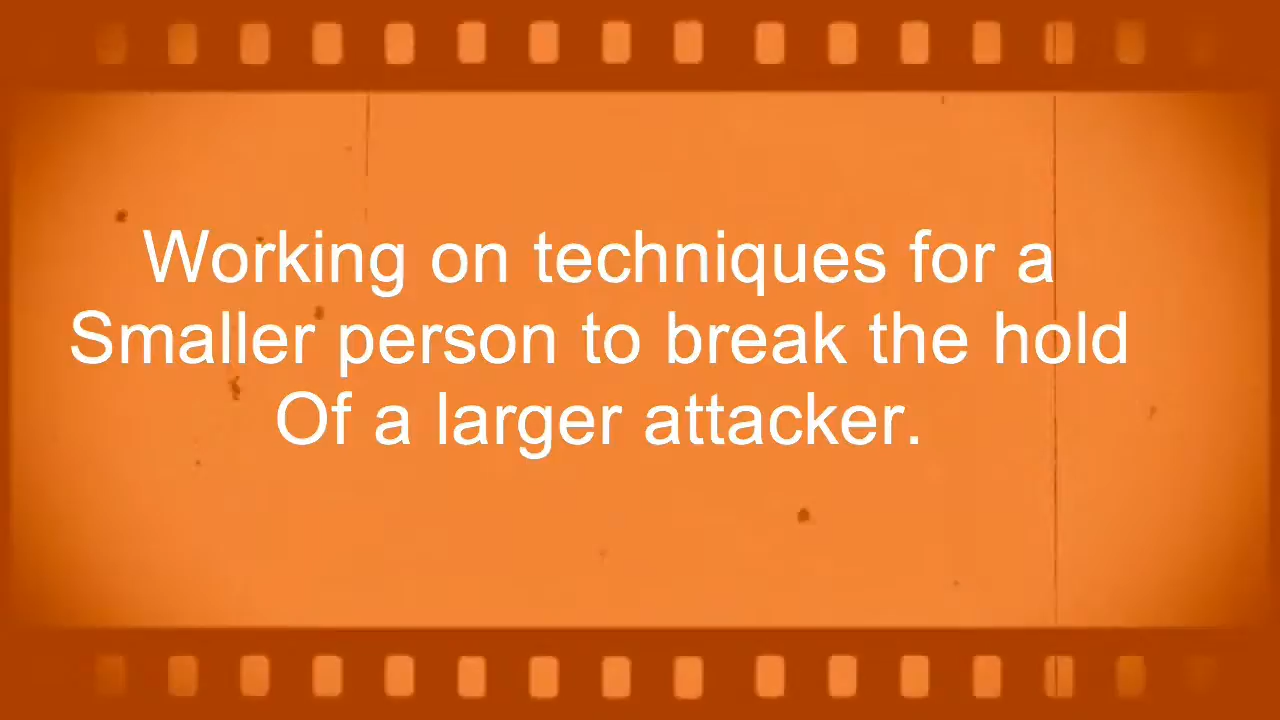 Working on techniques for a
Smaller person to break the hold
Of a larger attacker.